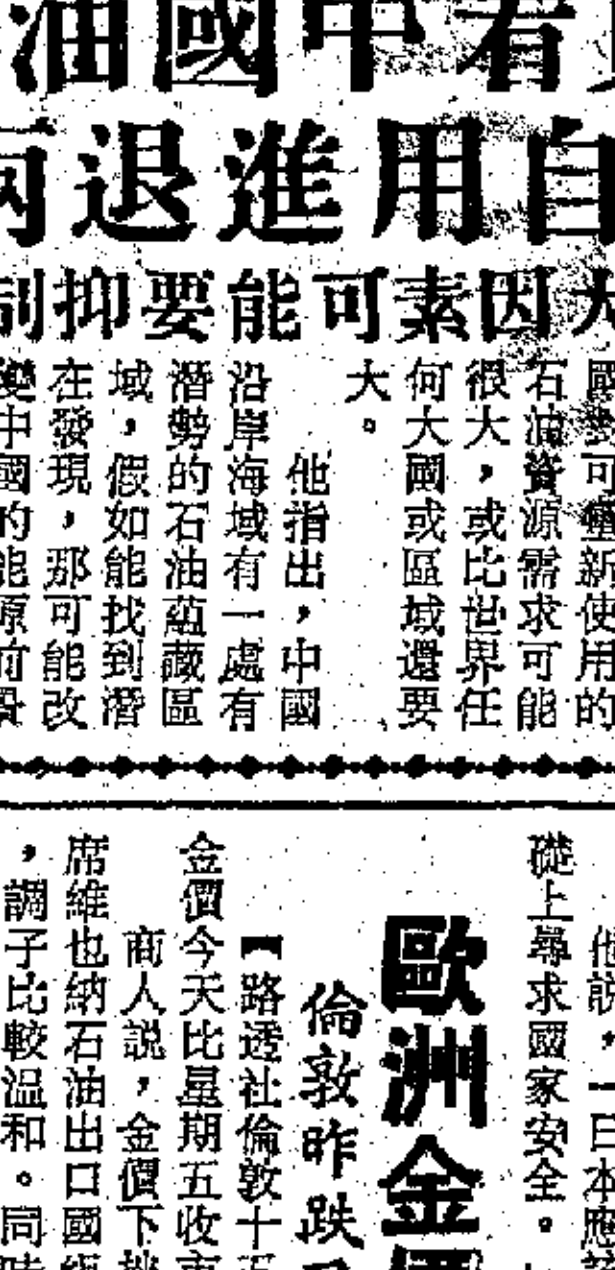 看中國油
自用進退兩
大因素可能要抑制
國對可種新使用的
石油資源需求可能
很大，或比世界任
何大國或區域還要
大。
他指出，中國
沿岸海域有一處有
潛勢的石油蘊藏區
域，假如能找到潛
在發現，那可能改
變中國的能源前景
他說，一日本應該
礎上尋求國家安全。
歐洲金價
倫敦昨跌
【路透社倫敦十五
金價今天比星期五收市
商人說，金價下挫
席維也納石油出口國
，調子比較溫和。同時